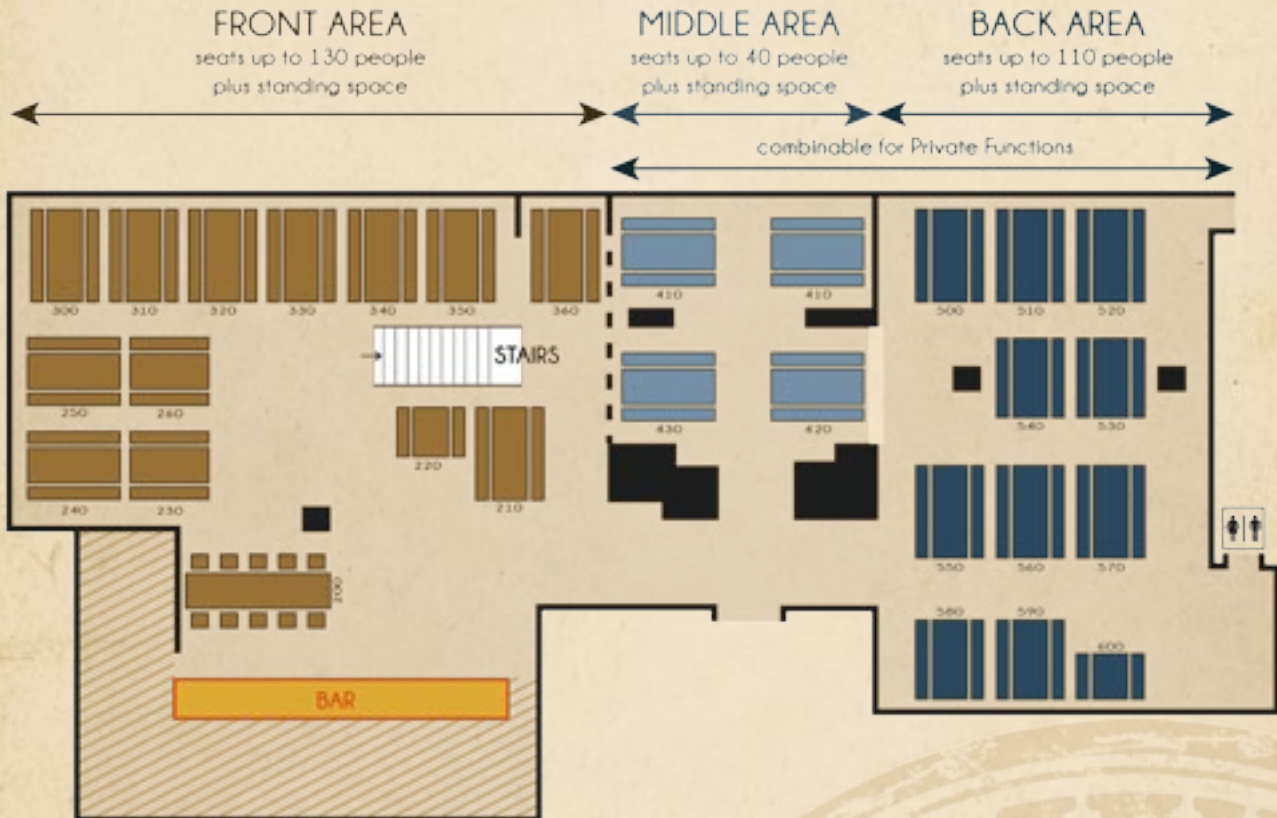 FRONT AREA
seats up to 130 people
plus standing space
MIDDLE AREA
seats up to 40 people
plus standing space
BACK AREA
seats up to 110 people
plus standing space
combinable for Private Functions
300 310 320 330 340 350 360
410 410
500 510 520
STAIRS
250 260
220
210
430 420
540 530
240 230
200
550 560 570
580 590
600
BAR